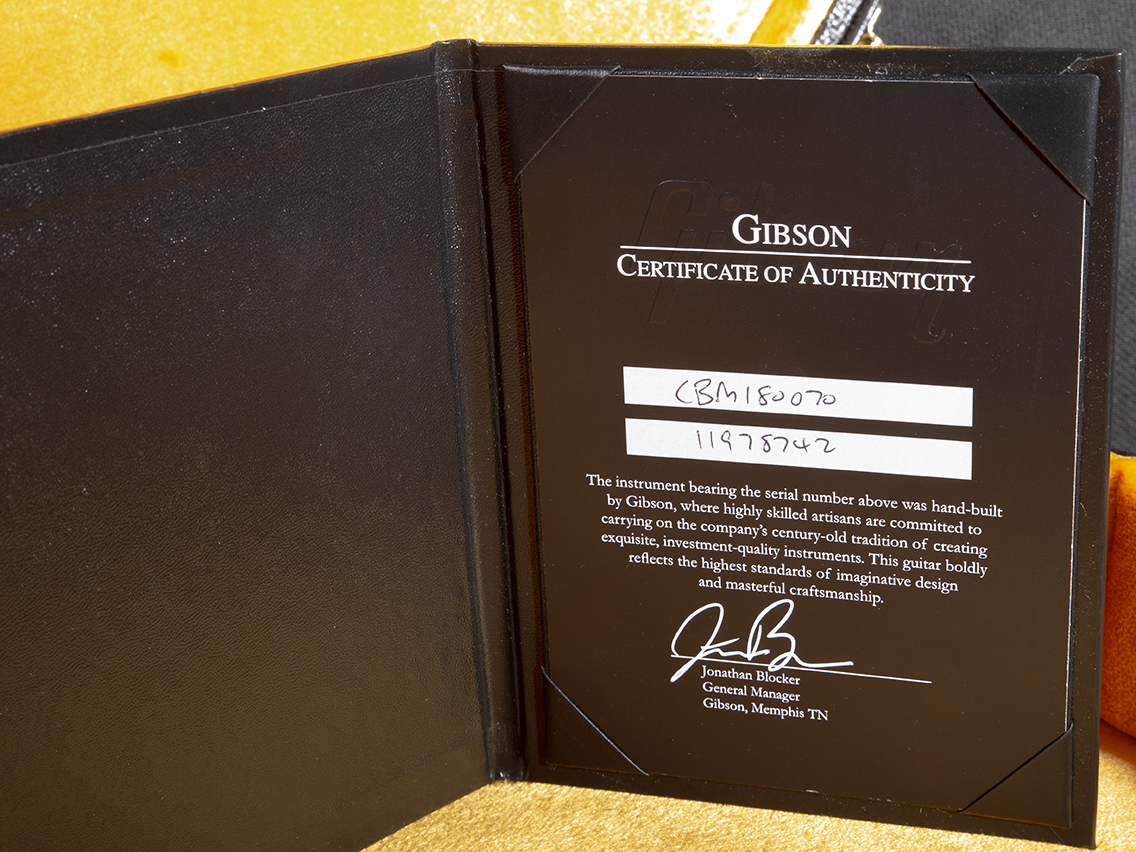 Gibson
GIBSON
CERTIFICATE OF AUTHENTICITY
CBM180070
11978742
The instrument bearing the serial number above was hand-built
by Gibson, where highly skilled artisans are committed to
carrying on the company's century-old tradition of creating
exquisite, investment-quality instruments. This guitar boldly
reflects the highest standards of imaginative design
and masterful craftsmanship.
Jonathan Blocker
General Manager
Gibson, Memphis TN